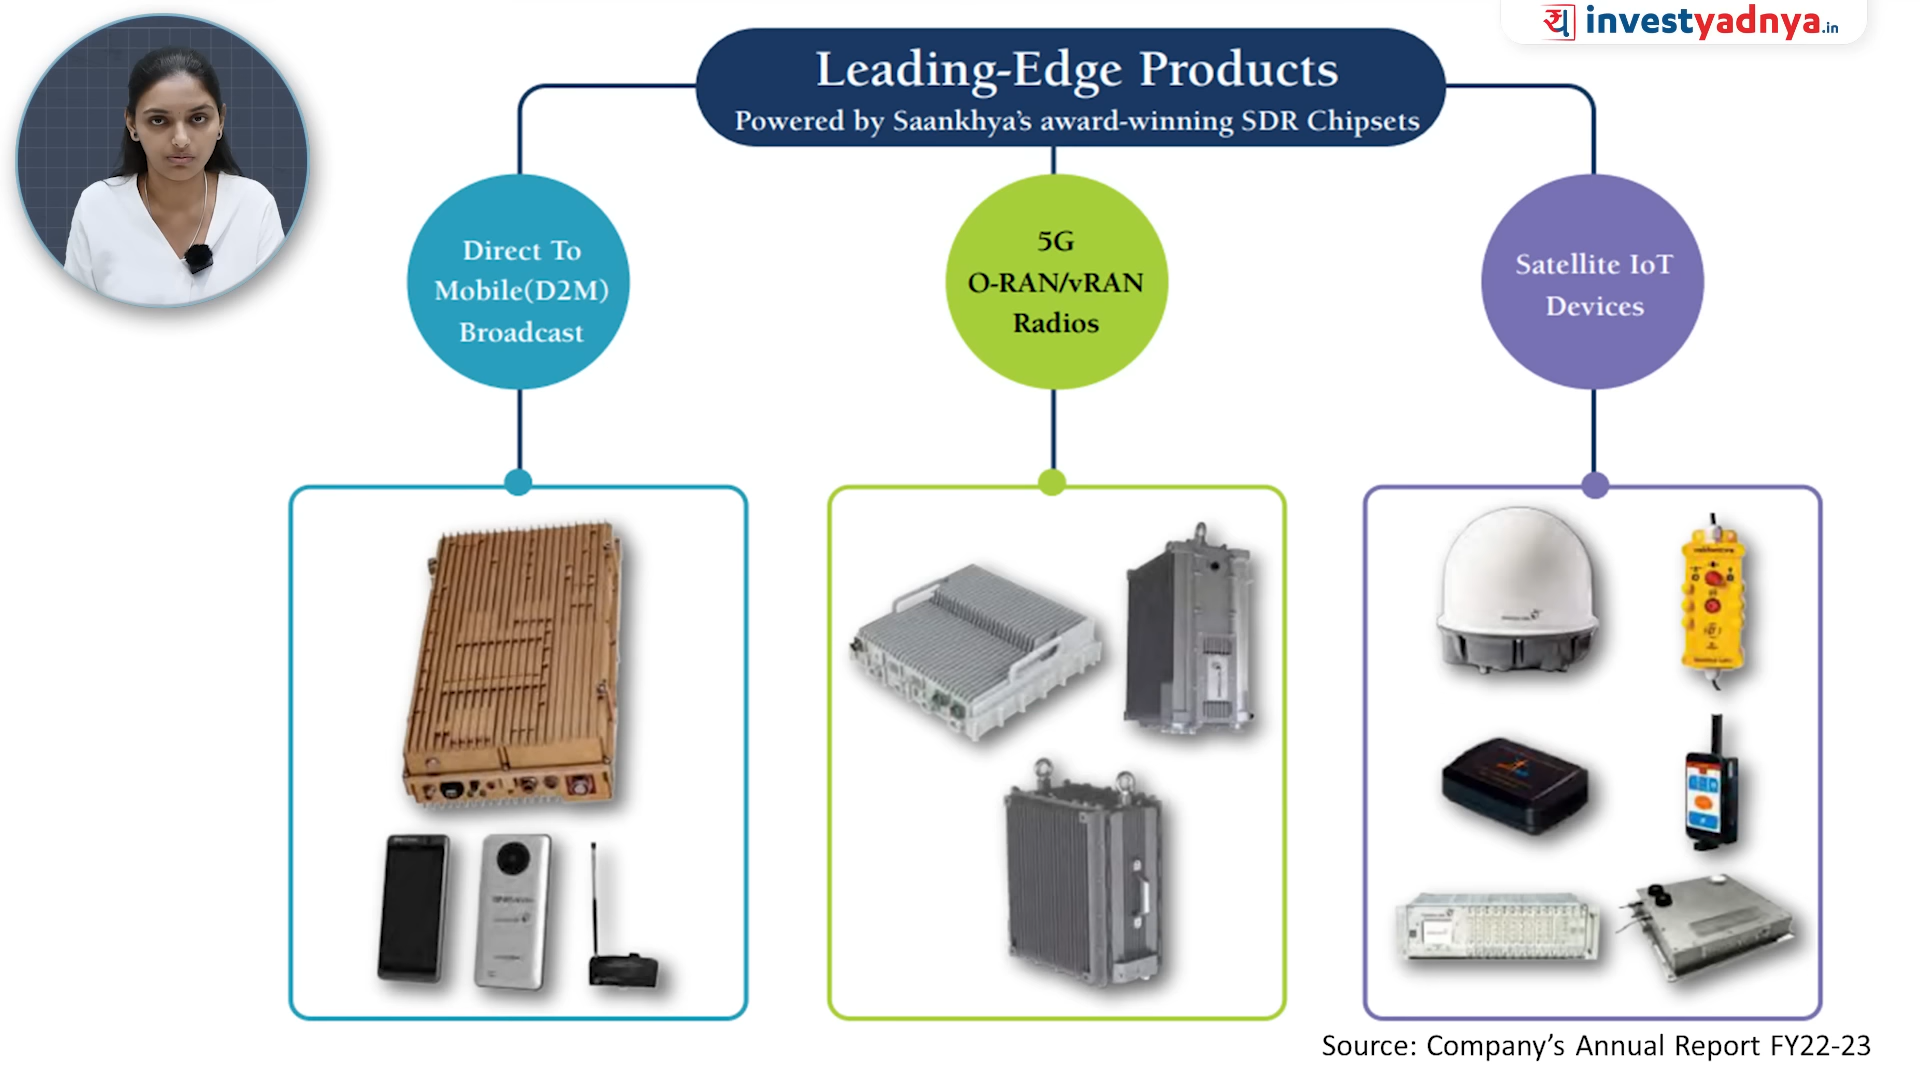 यु investyadnya.in
Leading-Edge Products
Powered by Saankhya's award-winning SDR Chipsets
Direct To
Mobile(D2M)
Broadcast
5G
O-RAN/vRAN
Radios
Satellite IoT
Devices
Source: Company's Annual Report FY22-23